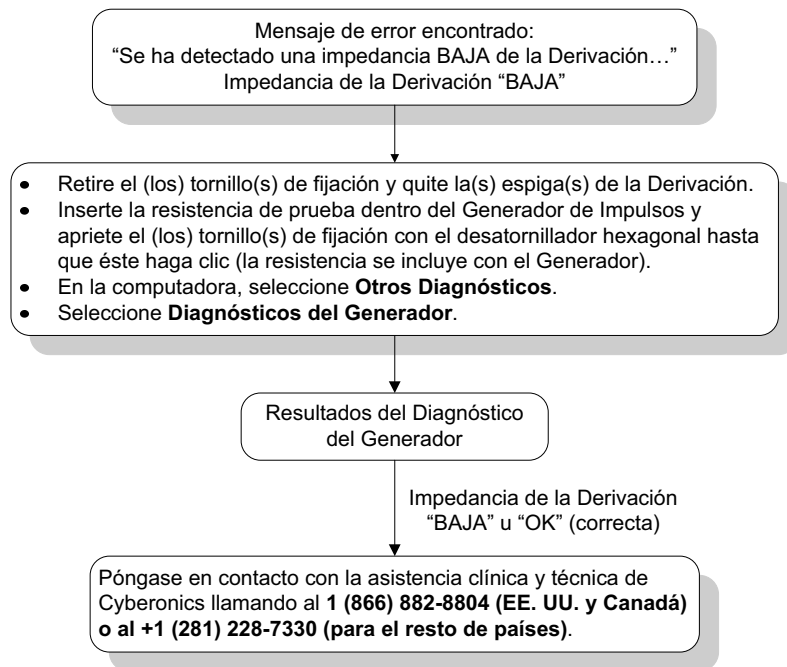 Mensaje de error encontrado:
“Se ha detectado una impedancia BAJA de la Derivación…”
Impedancia de la Derivación “BAJA”
• Retire el (los) tornillo(s) de fijación y quite la(s) espiga(s) de la Derivación.
• Inserte la resistencia de prueba dentro del Generador de Impulsos y
apriete el (los) tornillo(s) de fijación con el desatornillador hexagonal hasta
que éste haga clic (la resistencia se incluye con el Generador).
• En la computadora, seleccione Otros Diagnósticos.
• Seleccione Diagnósticos del Generador.
Resultados del Diagnóstico
del Generador
Impedancia de la Derivación
“BAJA” u “OK” (correcta)
Póngase en contacto con la asistencia clínica y técnica de
Cyberonics llamando al 1 (866) 882-8804 (EE. UU. y Canadá)
o al +1 (281) 228-7330 (para el resto de países).